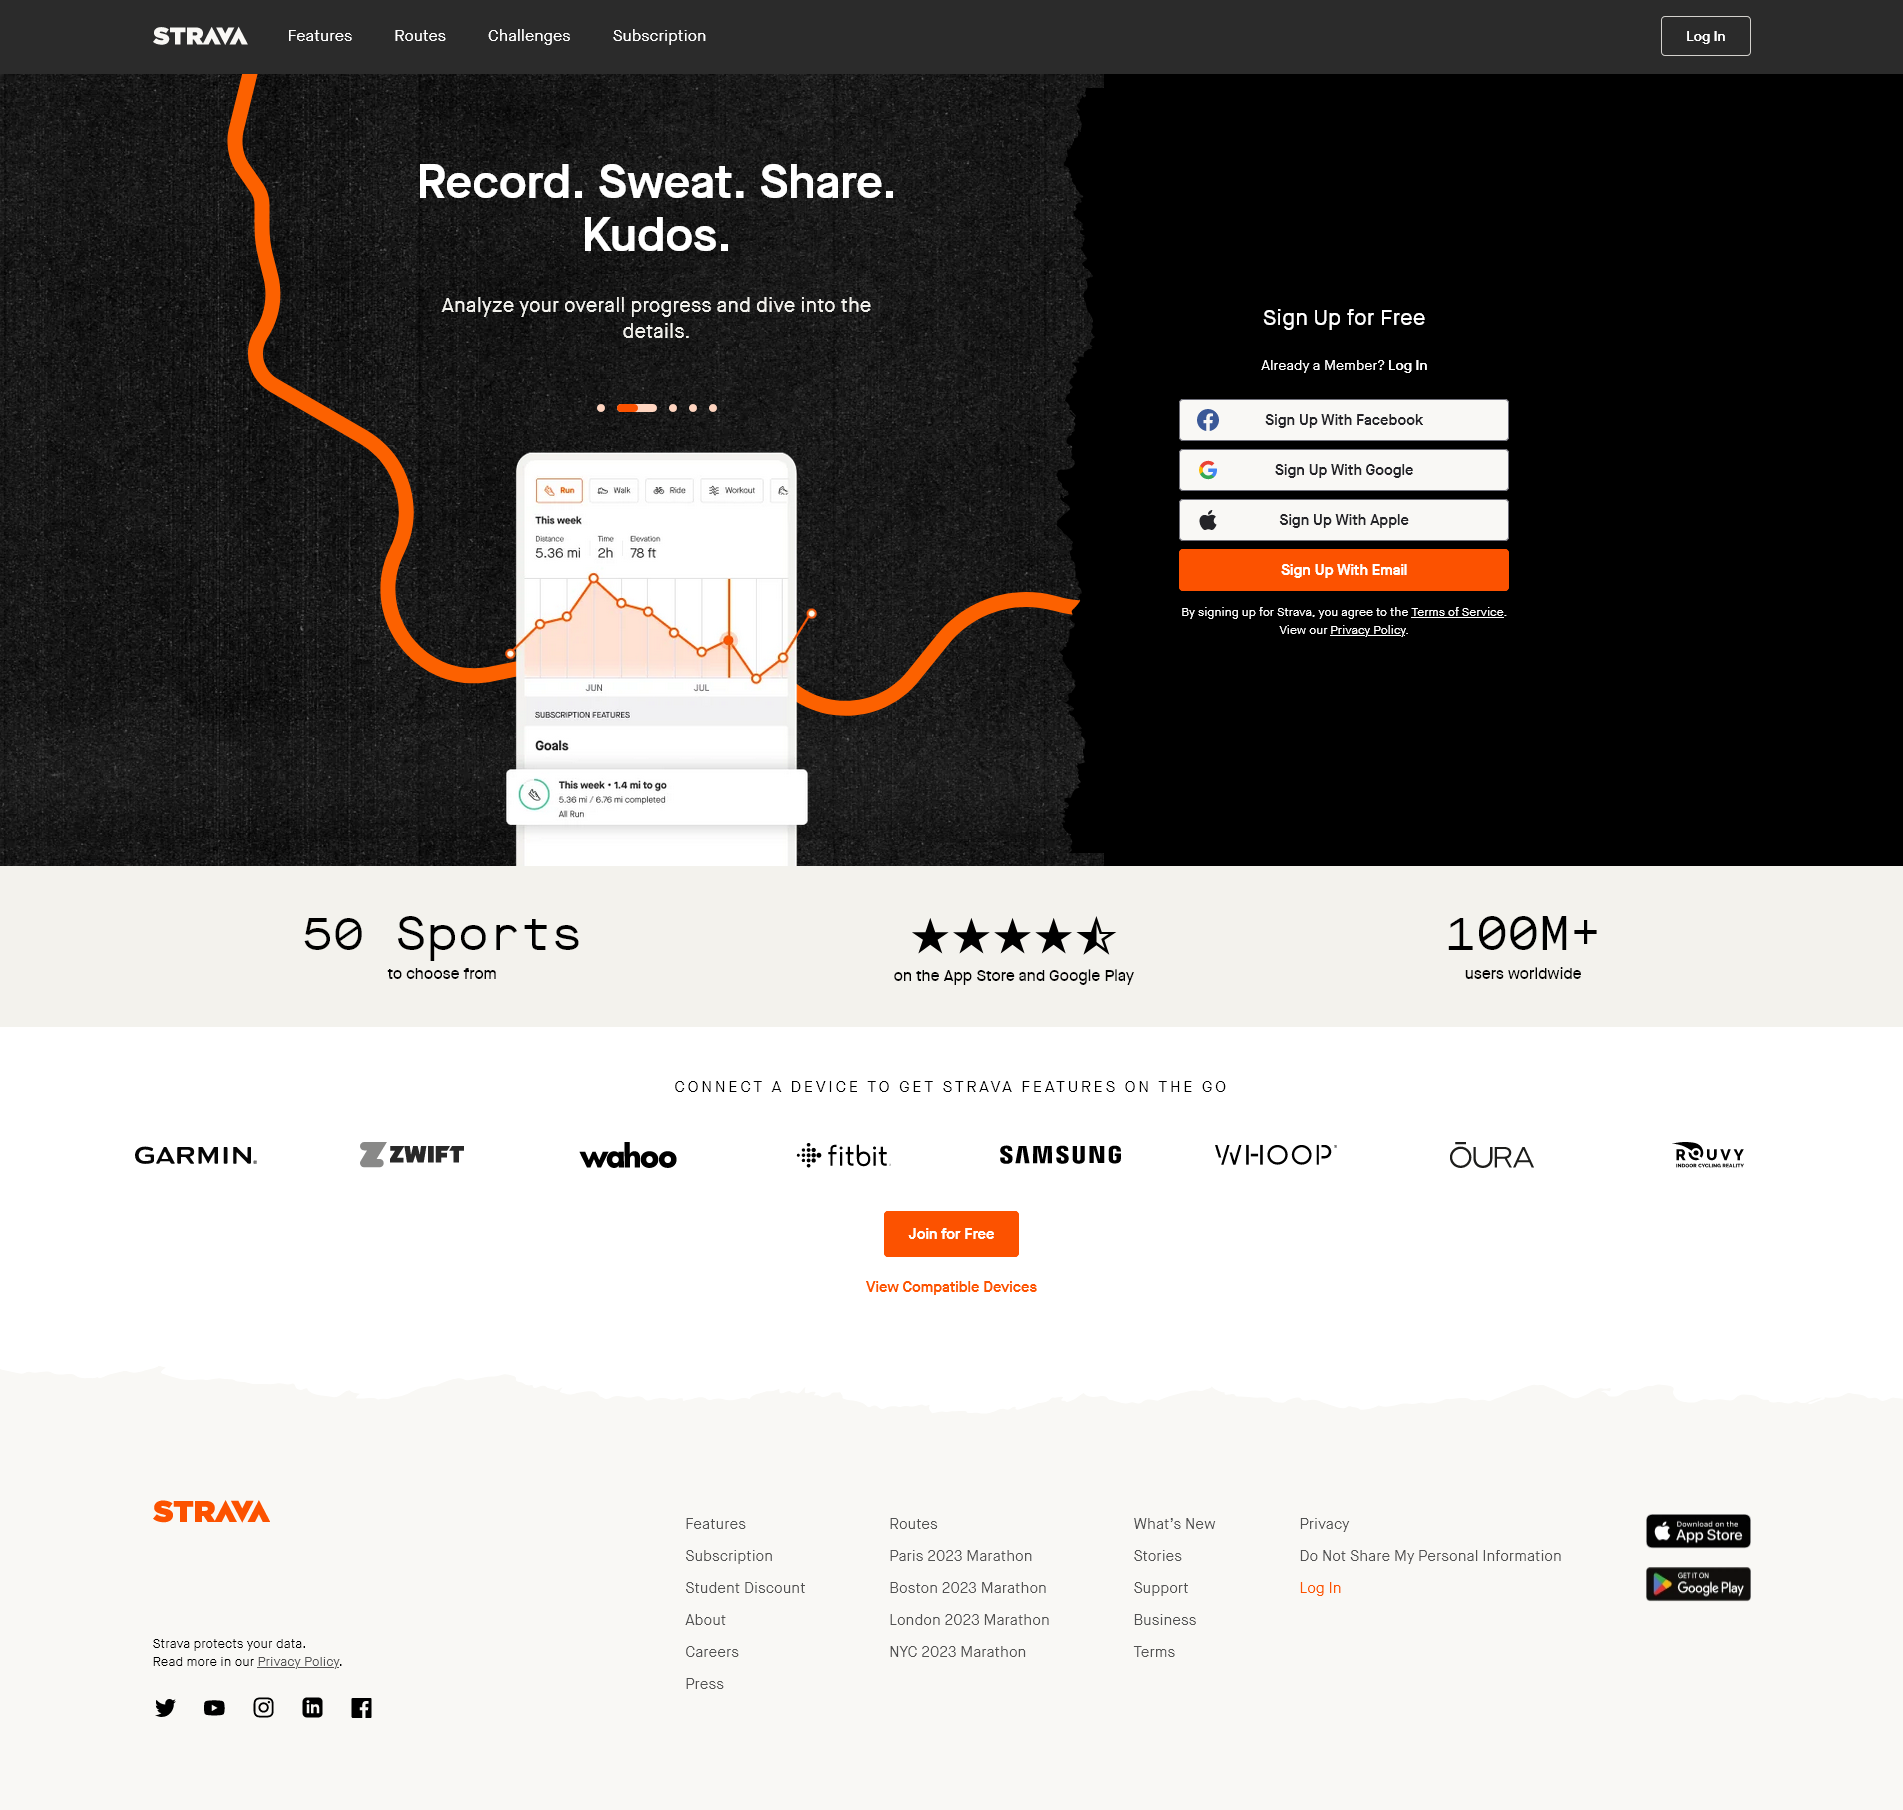 STRAVA
Features
Routes
Challenges
Subscription
Log In
Record. Sweat. Share.
Kudos.
Analyze your overall progress and dive into the
details.
Run
Walk
Ride
Workout
This week
Distance
Time
Elevation
5.36 mi
2h
78 ft
JUN
JUL
SUBSCRIPTION FEATURES
Goals
This week • 1.4 mi to go
5.36 mi / 6.76 mi completed
All Run
Sign Up for Free
Already a Member? Log In
Sign Up With Facebook
Sign Up With Google
Sign Up With Apple
Sign Up With Email
By signing up for Strava, you agree to the Terms of Service.
View our Privacy Policy.
50 Sports
to choose from
on the App Store and Google Play
100M+
users worldwide
CONNECT A DEVICE TO GET STRAVA FEATURES ON THE GO
GARMIN
ZWIFT
wahoo
fitbit
SAMSUNG
WHOOP
ŌURA
ROUVY
INDOOR CYCLING REALITY
Join for Free
View Compatible Devices
STRAVA
Strava protects your data.
Read more in our Privacy Policy.
Features
Subscription
Student Discount
About
Careers
Press
Routes
Paris 2023 Marathon
Boston 2023 Marathon
London 2023 Marathon
NYC 2023 Marathon
What's New
Stories
Support
Business
Terms
Privacy
Do Not Share My Personal Information
Log In
Download on the
App Store
GET IT ON
Google Play